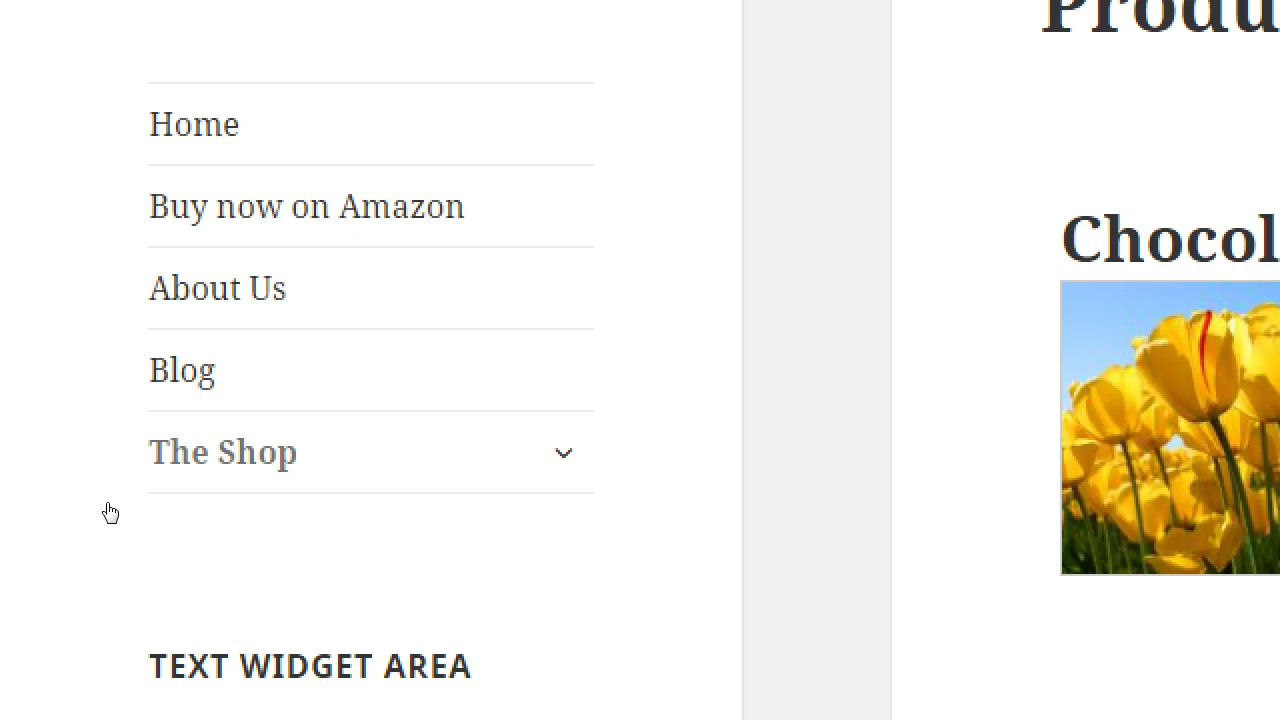 Home
Buy now on Amazon
About Us
Blog
The Shop
TEXT WIDGET AREA
Produ
Chocol